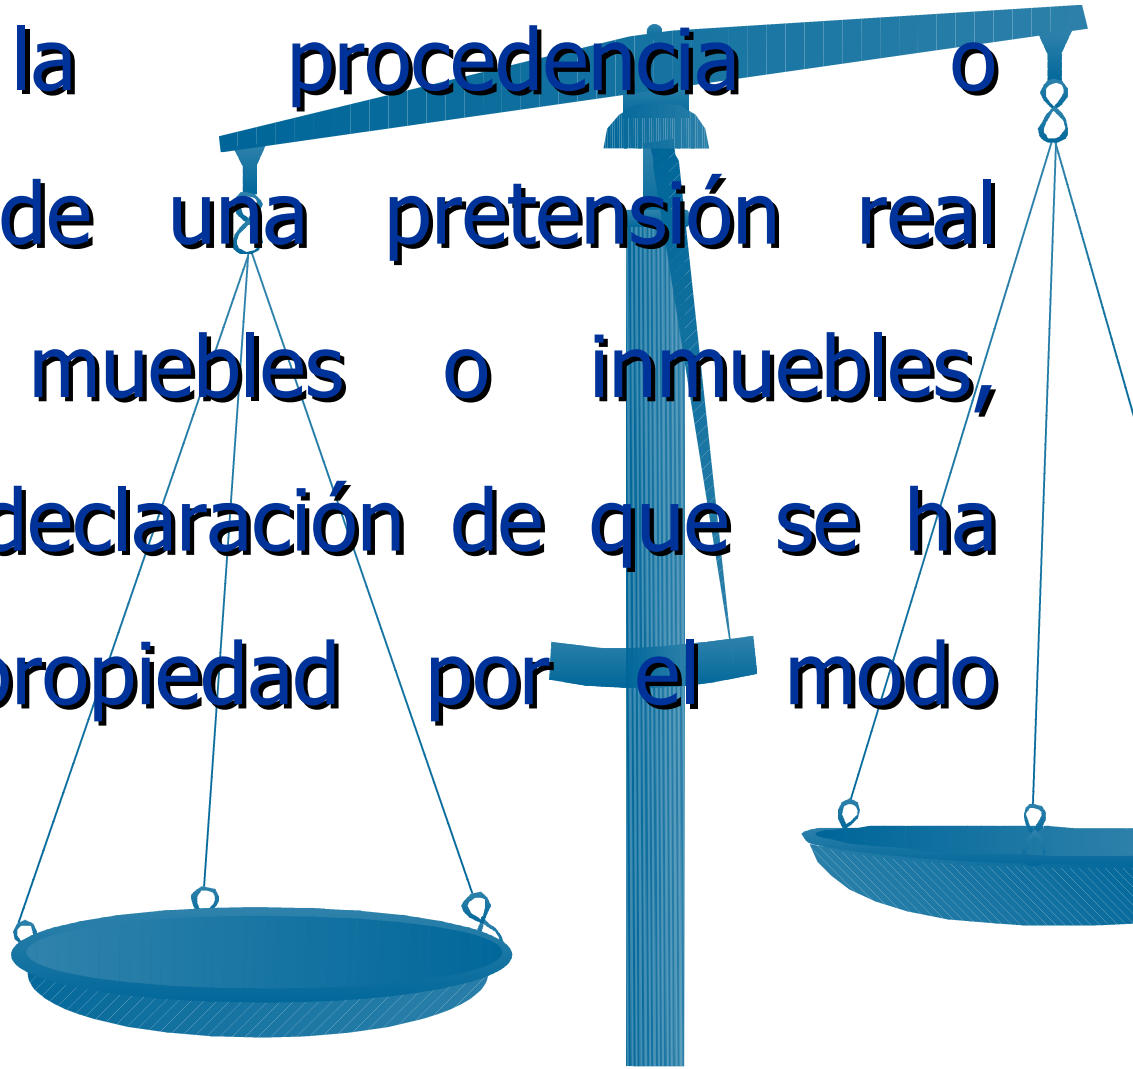 la procedencia o
de una pretensión real
muebles o inmuebles,
declaración de que se ha
propiedad por el modo